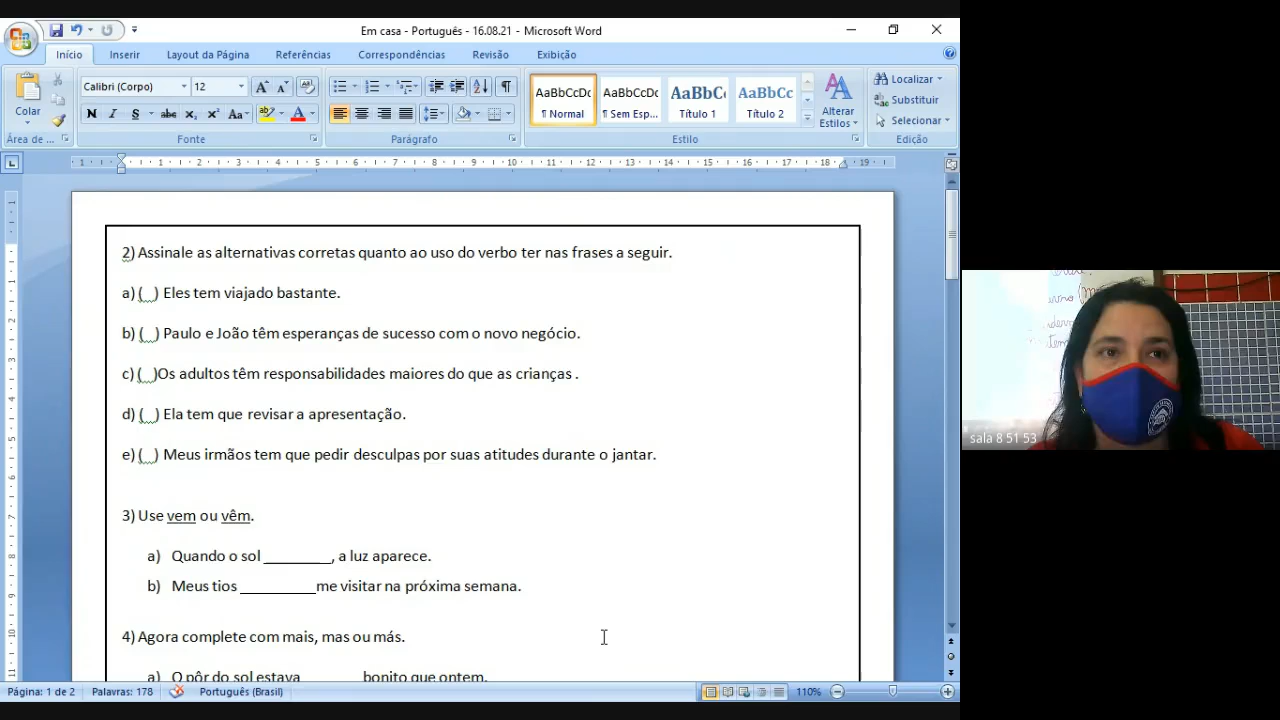 Em casa - Português - 16.08.21 - Microsoft Word
Início Inserir Layout da Página Referências Correspondências Revisão Exibição
Calibri (Corpo) 12
AaBbCcDc AaBbCcDc AaBbC AaBbCc
Localizar
Substituir
Selecionar
Colar
N I S abe x₂ x² Aa A
¶ Normal ¶ Sem Esp... Título 1 Título 2
Alterar Estilos
Área de ... Fonte Parágrafo Estilo Edição
2) Assinale as alternativas corretas quanto ao uso do verbo ter nas frases a seguir.
a) ( ) Eles tem viajado bastante.
b) ( ) Paulo e João têm esperanças de sucesso com o novo negócio.
c) ( )Os adultos têm responsabilidades maiores do que as crianças .
d) ( ) Ela tem que revisar a apresentação.
e) ( ) Meus irmãos tem que pedir desculpas por suas atitudes durante o jantar.
3) Use vem ou vêm.
a) Quando o sol ________, a luz aparece.
b) Meus tios _________me visitar na próxima semana.
4) Agora complete com mais, mas ou más.
a) O pôr do sol estava _______ bonito que ontem.
sala 8 51 53
Página: 1 de 2 Palavras: 178 Português (Brasil) 110%